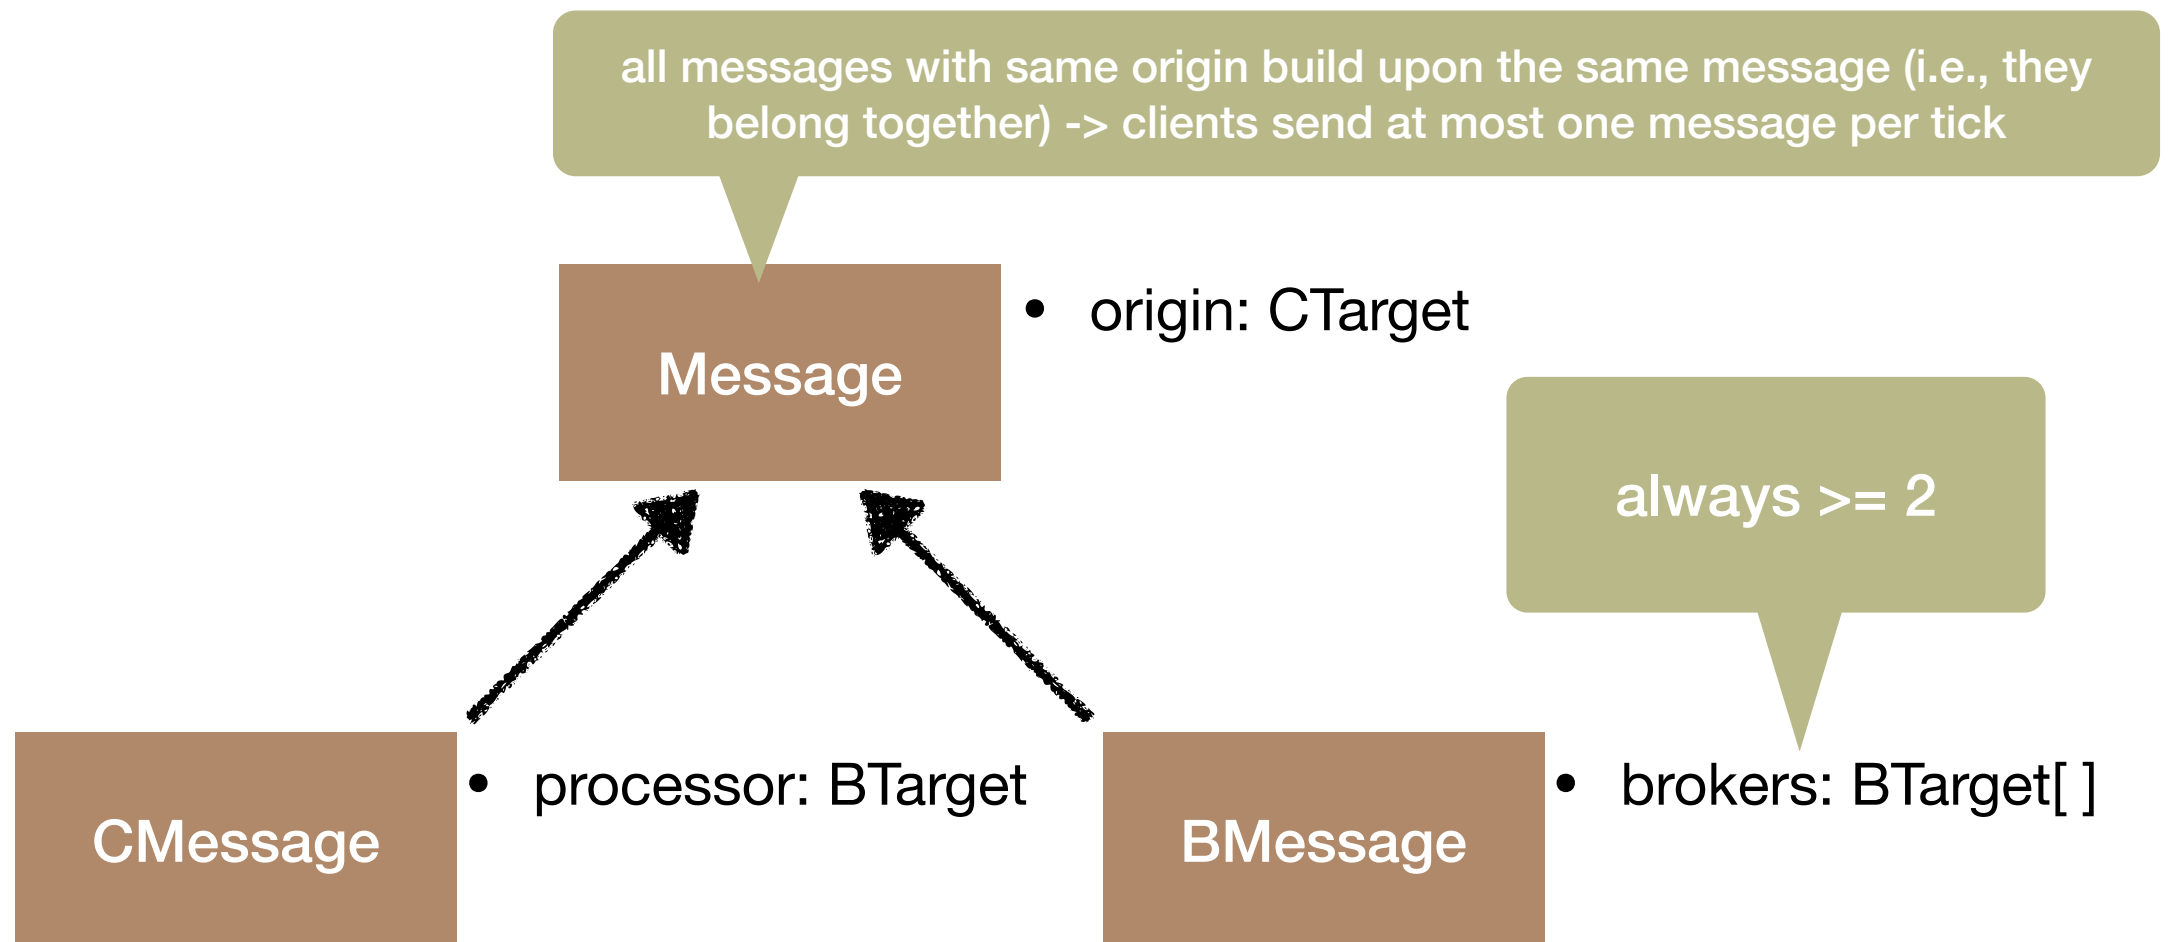 all messages with same origin build upon the same message (i.e., they
belong together) -> clients send at most one message per tick
• origin: CTarget
Message
always >= 2
• processor: BTarget
• brokers: BTarget[ ]
CMessage
BMessage